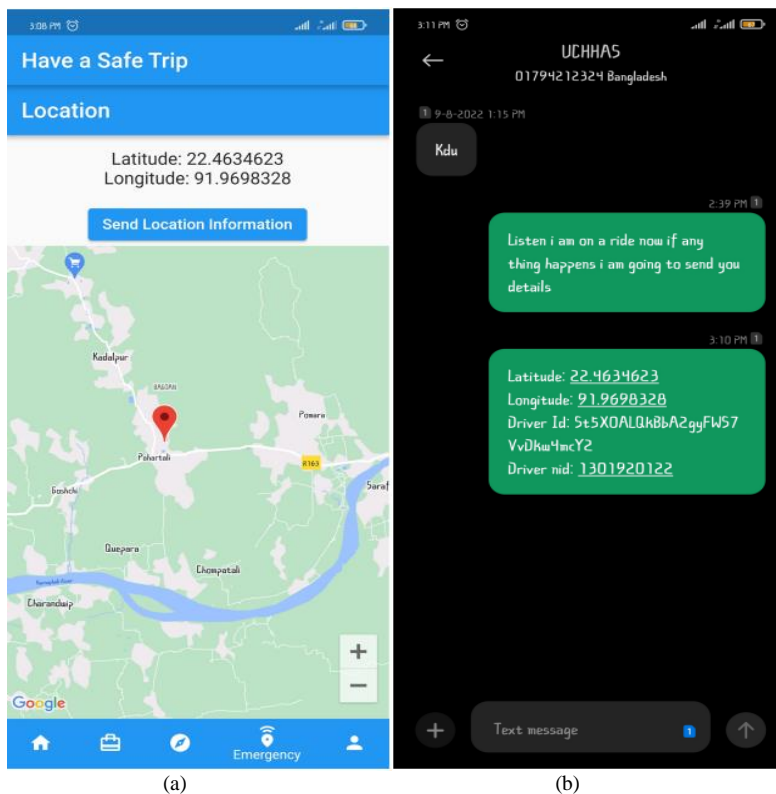 3:08 PM
Have a Safe Trip
Location
Latitude: 22.4634623
Longitude: 91.9698328
Send Location Information
Kadalpur
Pahartali
Pomara
R163
Goshchi
Saraf
Quepara
Chompatali
Charandwip
Google
Emergency
(a)
3:11 PM
UCHHAS
01794212324 Bangladesh
1 9-8-2022 1:15 PM
Kdu
2:39 PM 1
Listen i am on a ride now if any
thing happens i am going to send you
details
3:10 PM 1
Latitude: 22.4634623
Longitude: 91.9698328
Driver Id: 5t5XOALQkBbA2gyFW57
VvDkw4mcY2
Driver nid: 1301920122
Text message
1
(b)